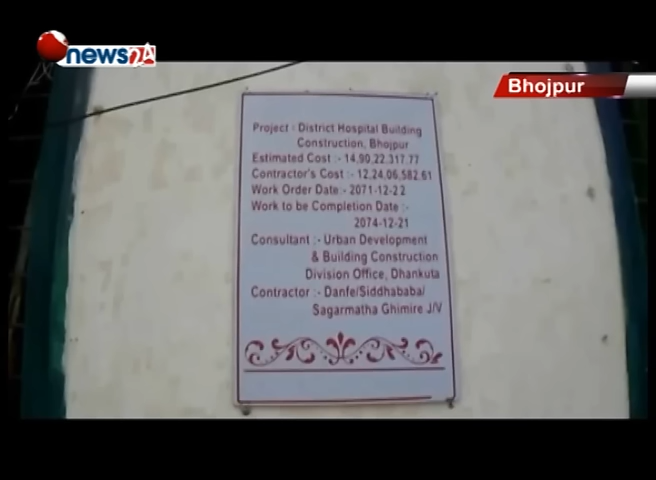 news24
Bhojpur
Project :- District Hospital Building
Construction, Bhojpur
Estimated Cost :- 14,90,22,317.77
Contractor's Cost :- 12,24,06,582.61
Work Order Date :- 2071-12-22
Work to be Completion Date :-
2074-12-21
Consultant :- Urban Development
& Building Construction
Division Office, Dhankuta
Contractor :- Danfe/Siddhababa/
Sagarmatha Ghimire J/V